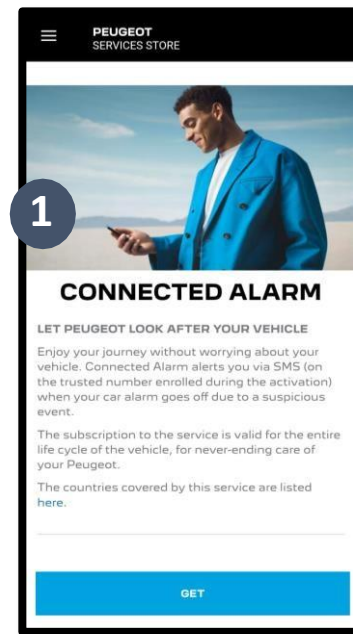 PEUGEOT
SERVICES STORE
1
CONNECTED ALARM
LET PEUGEOT LOOK AFTER YOUR VEHICLE
Enjoy your journey without worrying about your
vehicle. Connected Alarm alerts you via SMS (on
the trusted number enrolled during the activation)
when your car alarm goes off due to a suspicious
event.
The subscription to the service is valid for the entire
life cycle of the vehicle, for never-ending care of
your Peugeot.
The countries covered by this service are listed
here.
GET